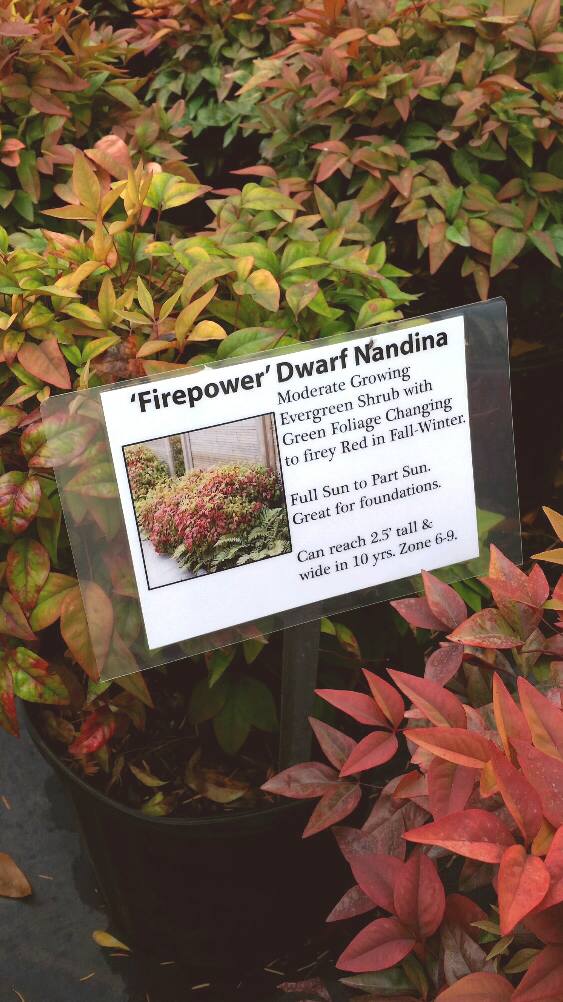 'Firepower' Dwarf Nandina
Moderate Growing
Evergreen Shrub with
Green Foliage Changing
to firey Red in Fall-Winter.
Full Sun to Part Sun.
Great for foundations.
Can reach 2.5' tall &
wide in 10 yrs. Zone 6-9.